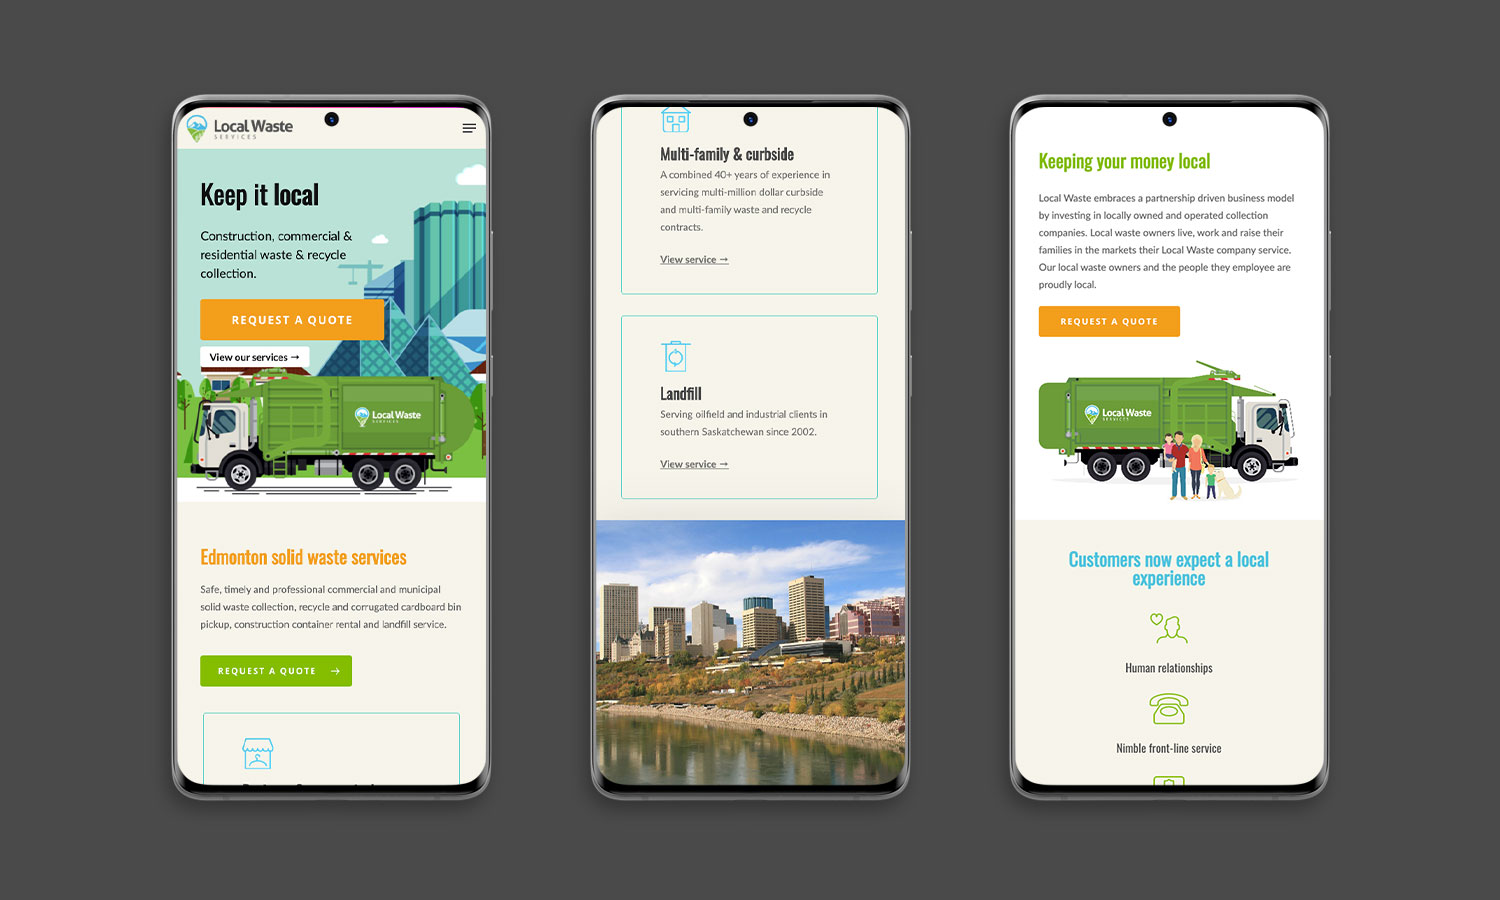 Local Waste
SERVICES
Keep it local
Construction, commercial &
residential waste & recycle
collection.
REQUEST A QUOTE
View our services →
Local Waste
SERVICES
Edmonton solid waste services
Safe, timely and professional commercial and municipal
solid waste collection, recycle and corrugated cardboard bin
pickup, construction container rental and landfill service.
REQUEST A QUOTE →
Multi-family & curbside
A combined 40+ years of experience in
servicing multi-million dollar curbside
and multi-family waste and recycle
contracts.
View service →
Landfill
Serving oilfield and industrial clients in
southern Saskatchewan since 2002.
View service →
Keeping your money local
Local Waste embraces a partnership driven business model
by investing in locally owned and operated collection
companies. Local waste owners live, work and raise their
families in the markets their Local Waste company service.
Our local waste owners and the people they employee are
proudly local.
REQUEST A QUOTE
Local Waste
SERVICES
Customers now expect a local
experience
Human relationships
Nimble front-line service